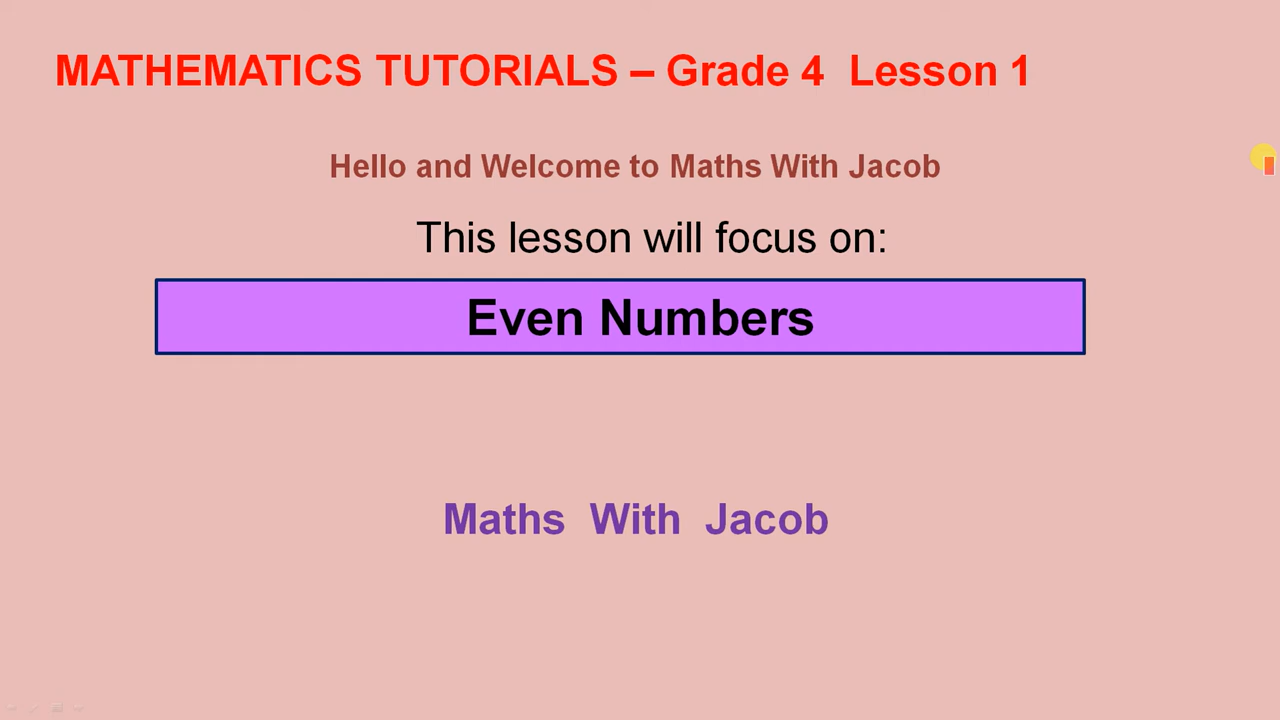 MATHEMATICS TUTORIALS – Grade 4 Lesson 1
Hello and Welcome to Maths With Jacob
This lesson will focus on:
Even Numbers
Maths With Jacob